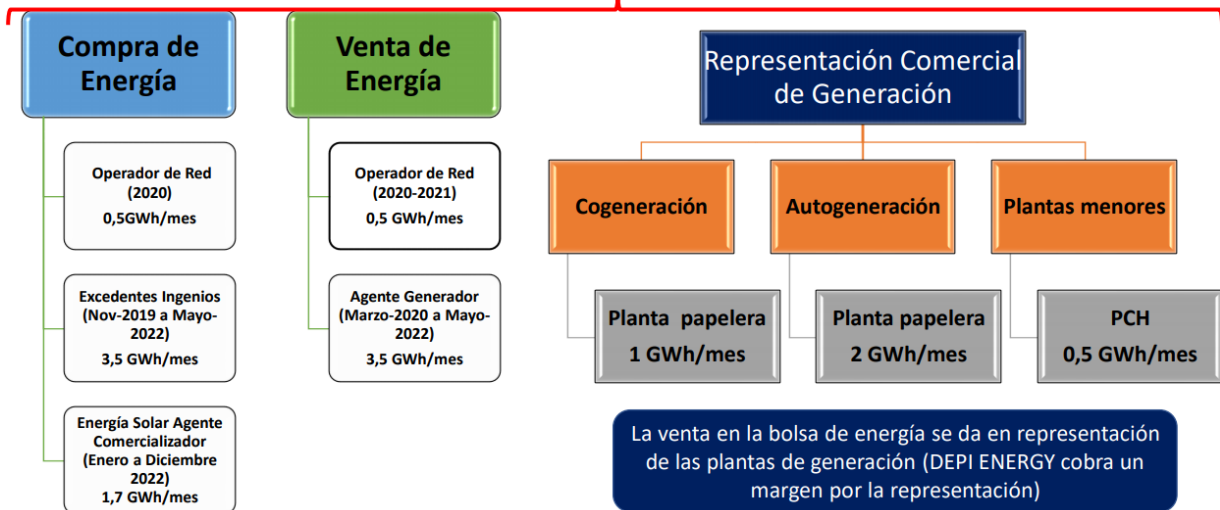 Compra de
Energía
Operador de Red
(2020)
0,5GWh/mes
Excedentes Ingenios
(Nov-2019 a Mayo-
2022)
3,5 GWh/mes
Energía Solar Agente
Comercializador
(Enero a Diciembre
2022)
1,7 GWh/mes
Venta de
Energía
Operador de Red
(2020-2021)
0,5 GWh/mes
Agente Generador
(Marzo-2020 a Mayo-
2022)
3,5 GWh/mes
Representación Comercial
de Generación
Cogeneración
Planta papelera
1 GWh/mes
Autogeneración
Planta papelera
2 GWh/mes
Plantas menores
PCH
0,5 GWh/mes
La venta en la bolsa de energía se da en representación
de las plantas de generación (DEPI ENERGY cobra un
margen por la representación)